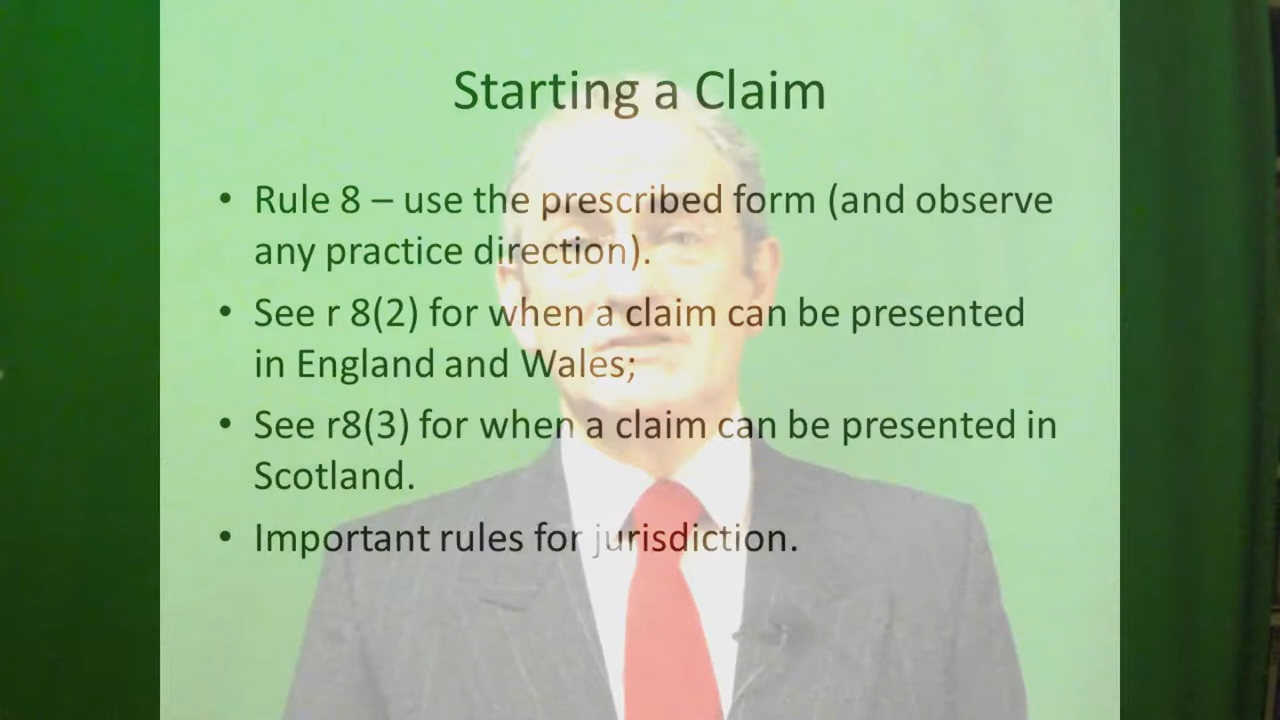 Starting a Claim
• Rule 8 – use the prescribed form (and observe
any practice direction).
• See r 8(2) for when a claim can be presented
in England and Wales;
• See r8(3) for when a claim can be presented in
Scotland.
• Important rules for jurisdiction.